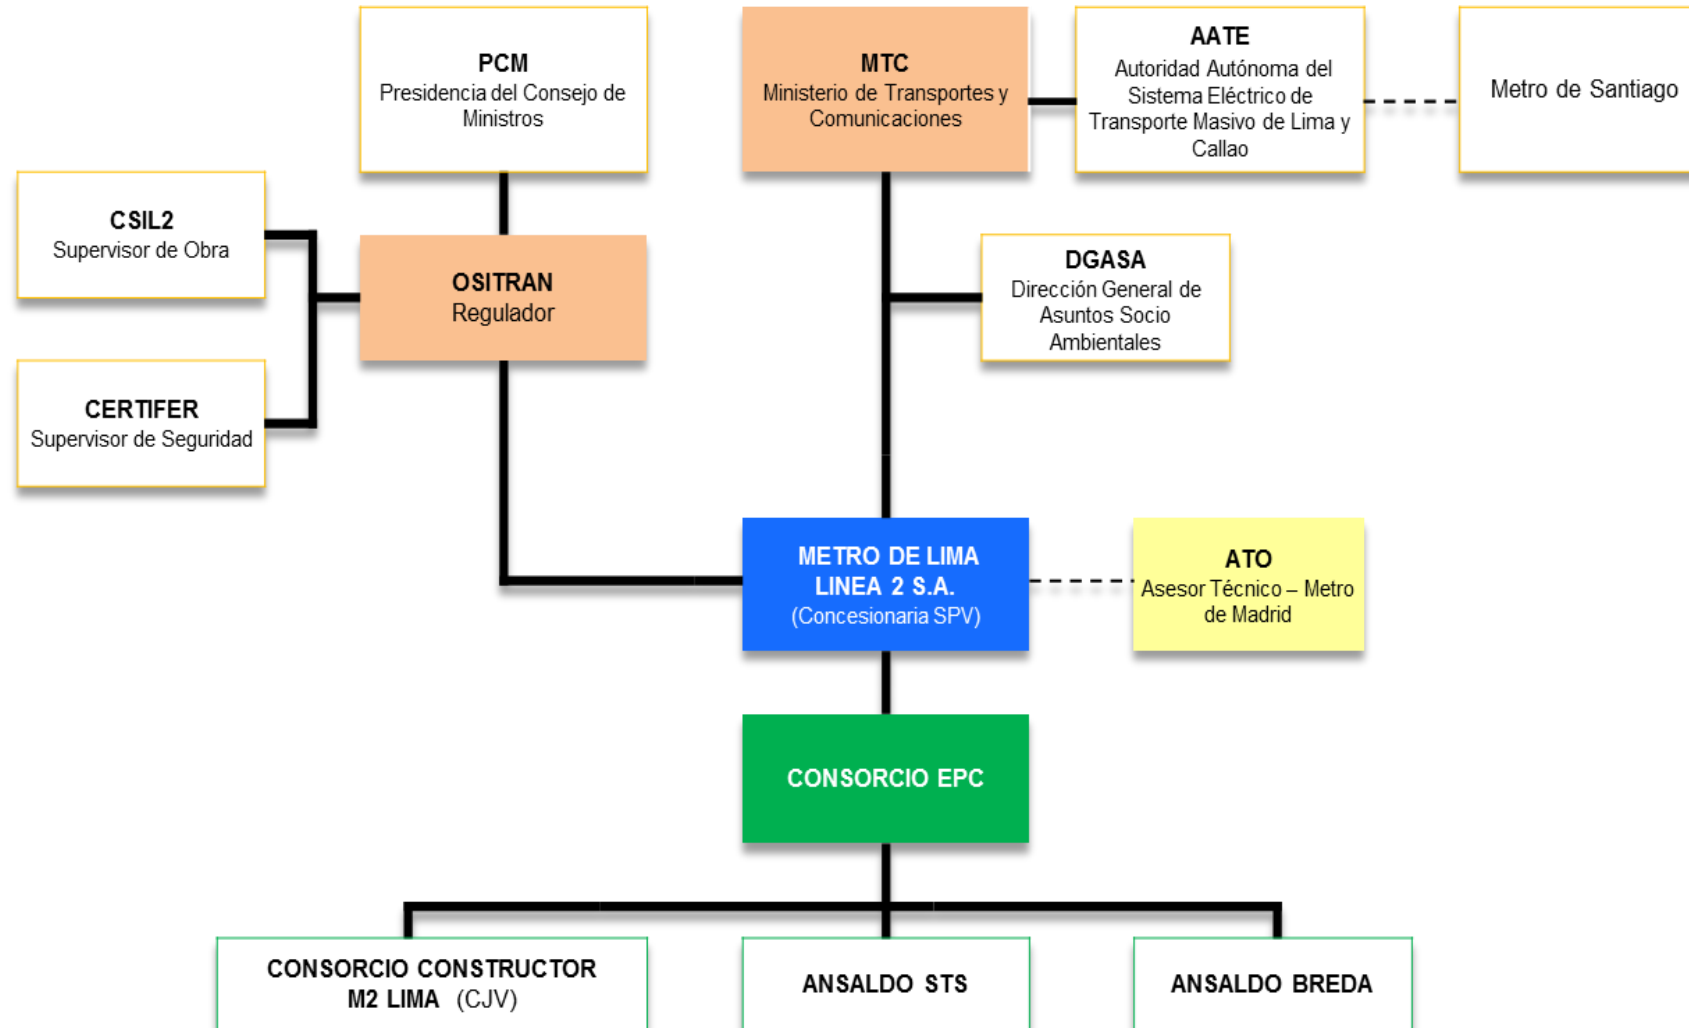 PCM
Presidencia del Consejo de
Ministros
MTC
Ministerio de Transportes y
Comunicaciones
AATE
Autoridad Autónoma del
Sistema Eléctrico de
Transporte Masivo de Lima y
Callao
Metro de Santiago
CSIL2
Supervisor de Obra
OSITRAN
Regulador
DGASA
Dirección General de
Asuntos Socio
Ambientales
CERTIFER
Supervisor de Seguridad
METRO DE LIMA
LINEA 2 S.A.
(Concesionaria SPV)
ATO
Asesor Técnico – Metro
de Madrid
CONSORCIO EPC
CONSORCIO CONSTRUCTOR
M2 LIMA (CJV)
ANSALDO STS
ANSALDO BREDA